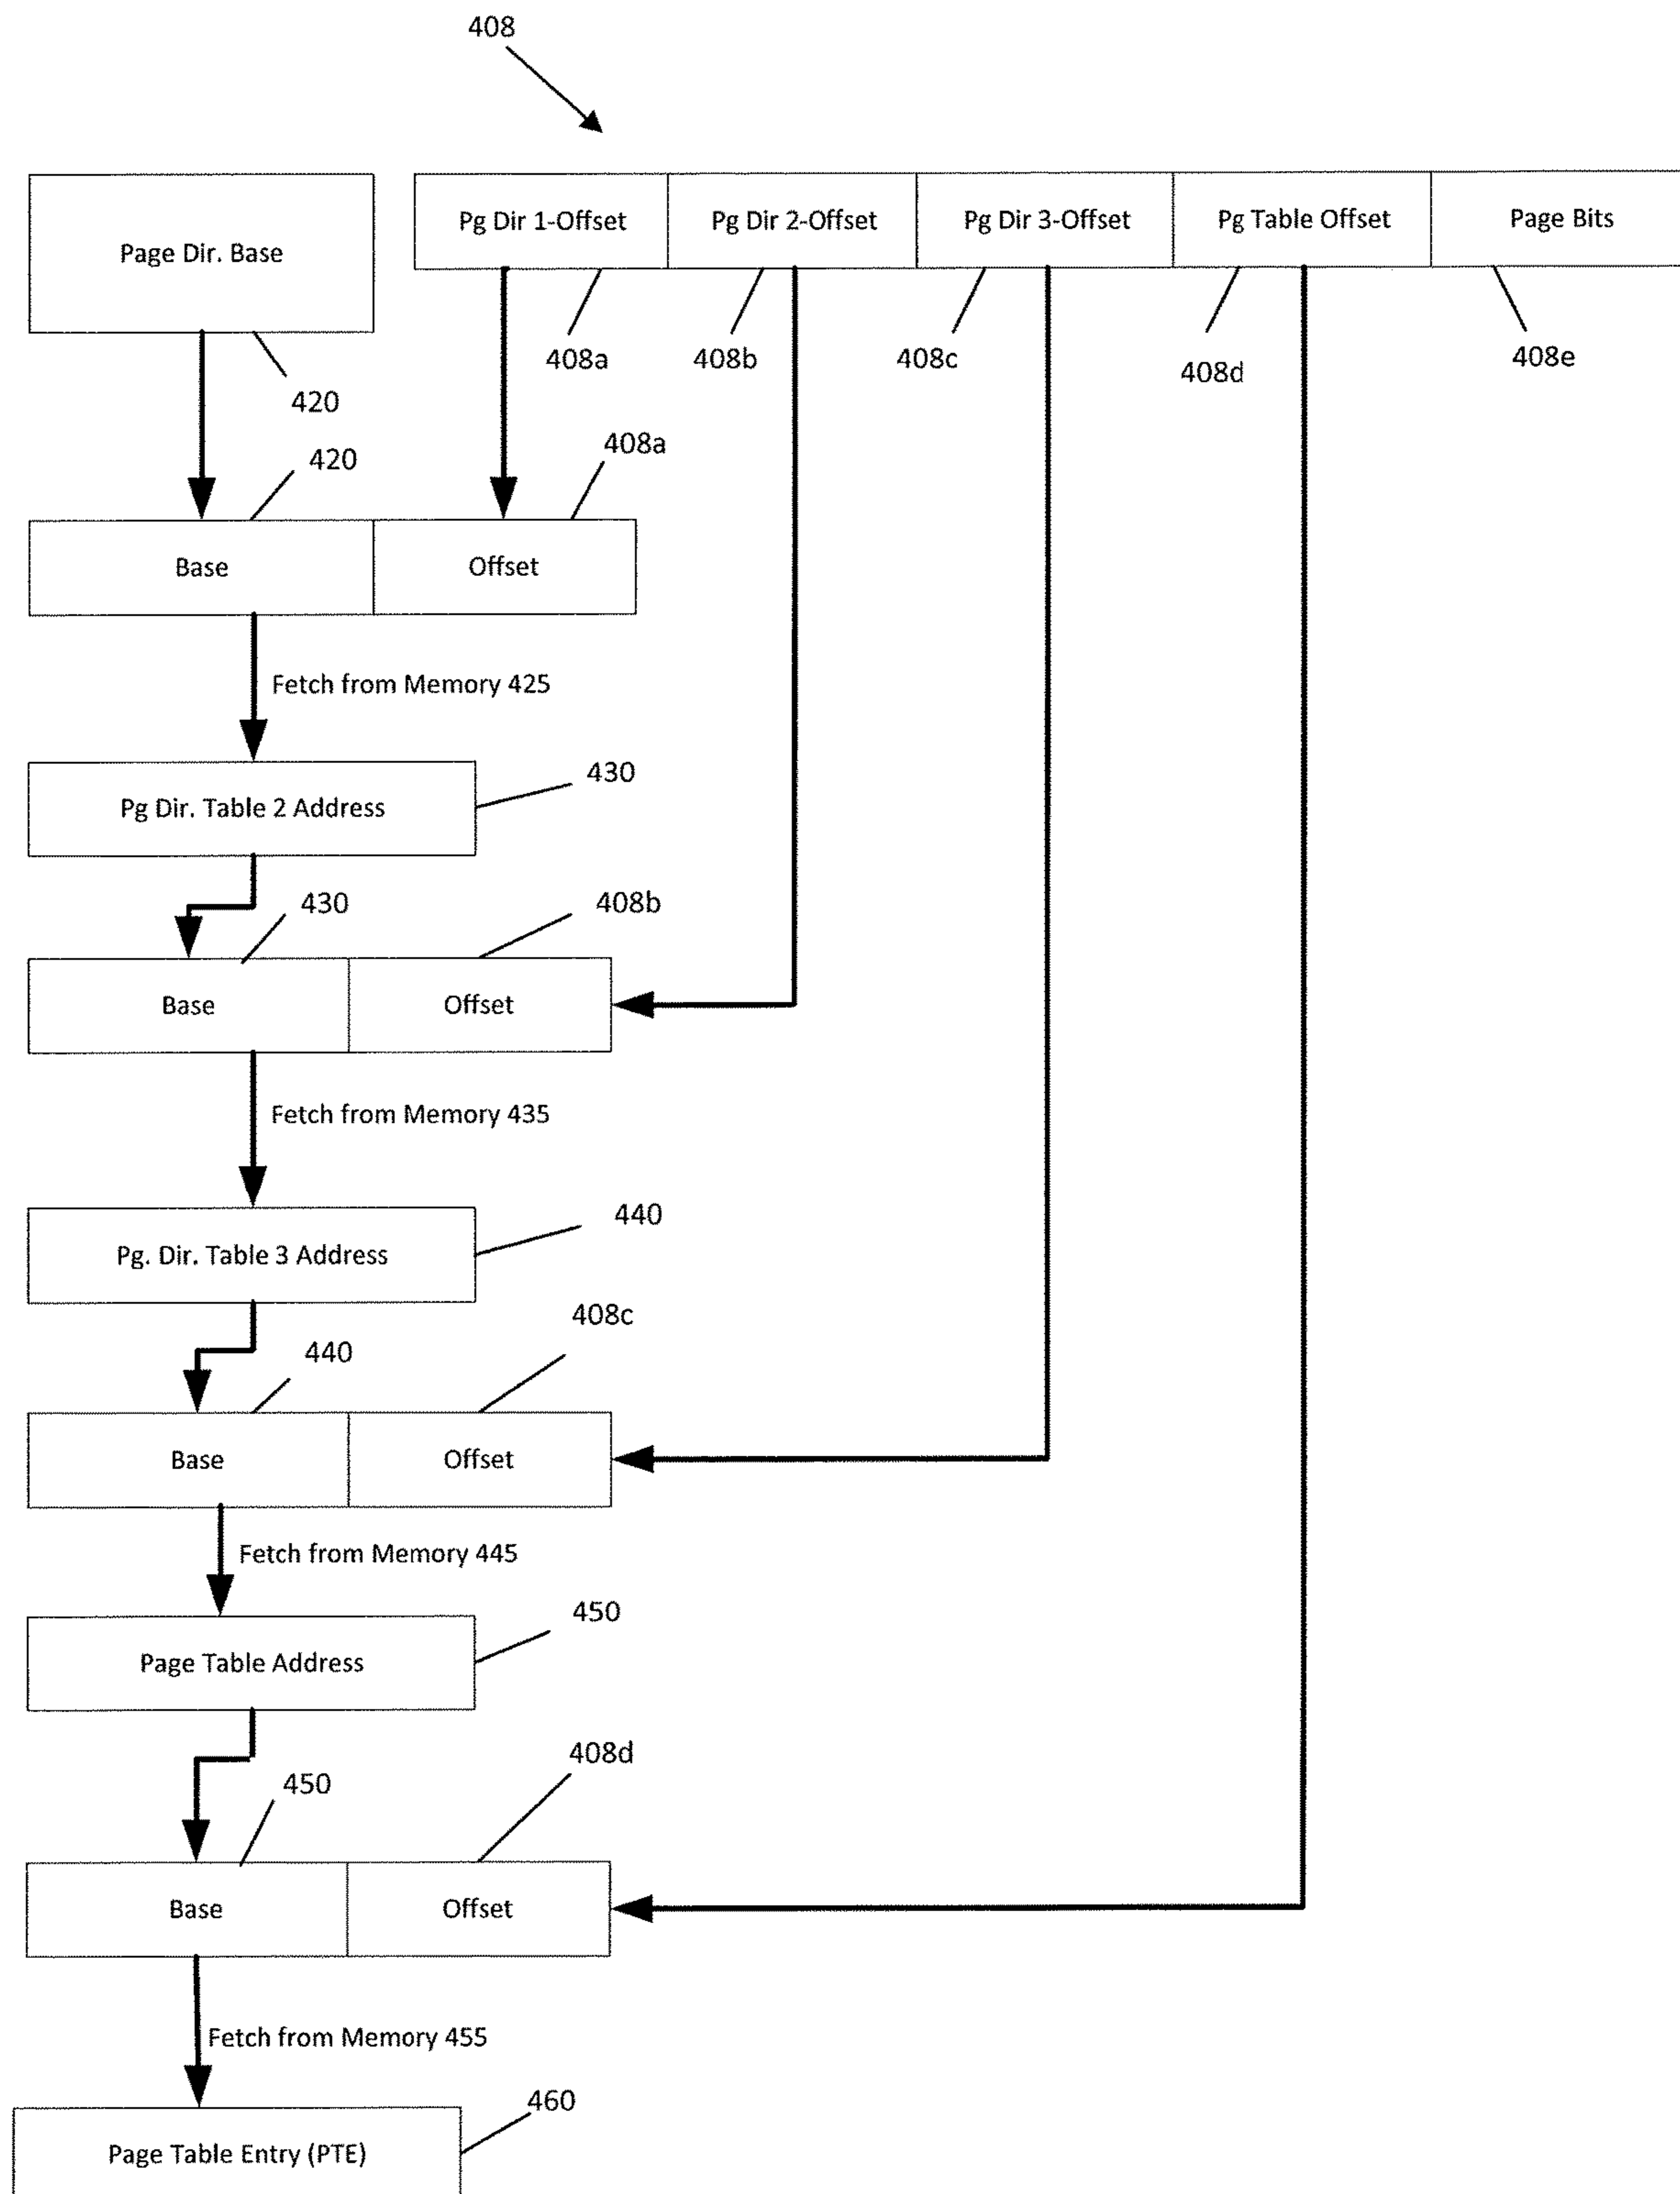 408
Page Dir. Base
Pg Dir 1-Offset
Pg Dir 2-Offset
Pg Dir 3-Offset
Pg Table Offset
Page Bits
408a
408b
408c
408d
408e
420
420
408a
Base
Offset
Fetch from Memory 425
430
Pg Dir. Table 2 Address
430
408b
Base
Offset
Fetch from Memory 435
440
Pg. Dir. Table 3 Address
408c
440
Base
Offset
Fetch from Memory 445
450
Page Table Address
408d
450
Base
Offset
Fetch from Memory 455
460
Page Table Entry (PTE)